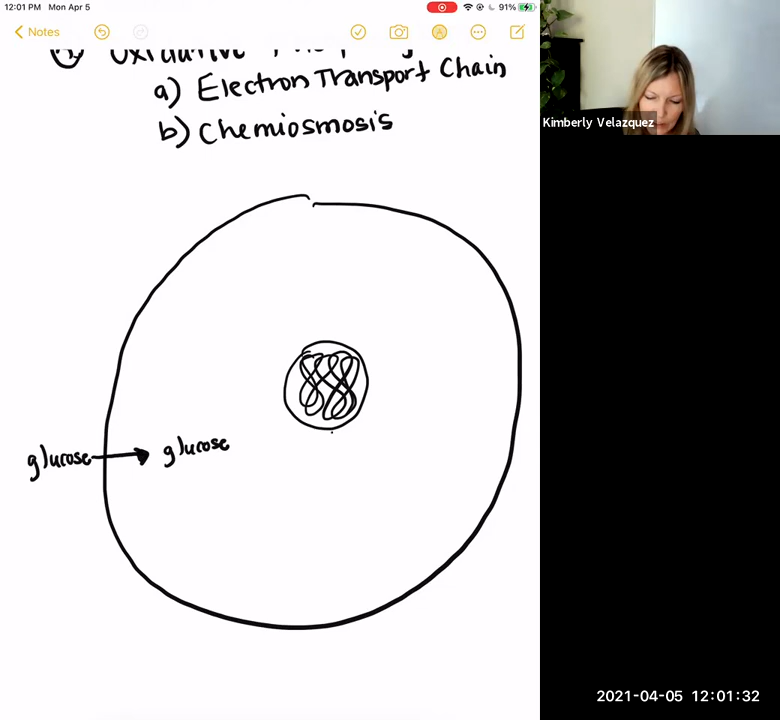 12:01 PM Mon Apr 5
91%
Notes
a) Electron Transport Chain
b) Chemiosmosis
glucose
glucose
Kimberly Velazquez
2021-04-05 12:01:32